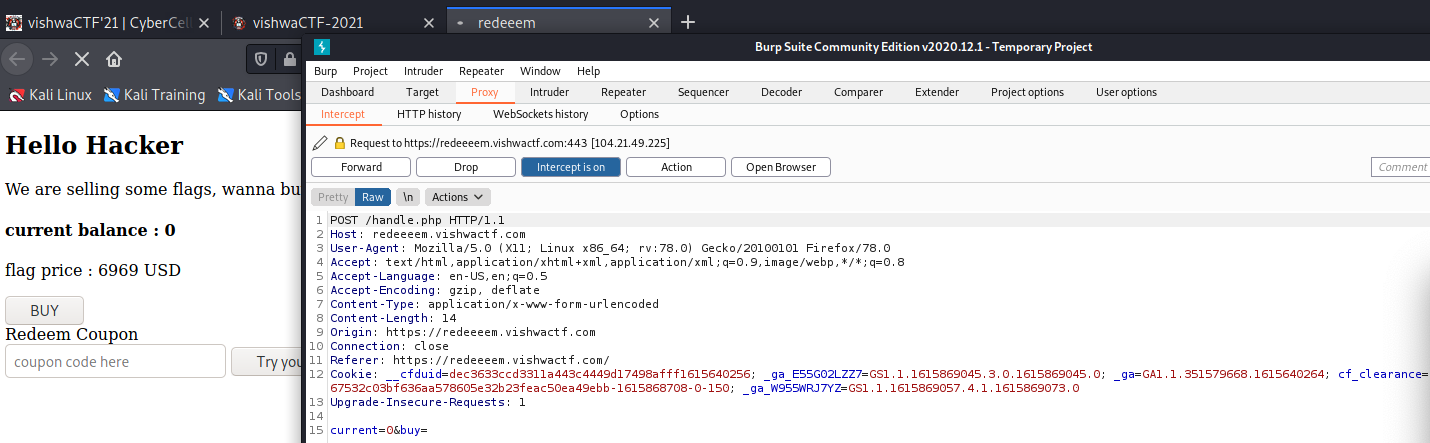 vishwaCTF'21 | CyberCel
vishwaCTF-2021
redeeem
Burp Suite Community Edition v2020.12.1 - Temporary Project
Burp Project Intruder Repeater Window Help
Kali Linux Kali Training Kali Tools
Dashboard Target Proxy Intruder Repeater Sequencer Decoder Comparer Extender Project options User options
Intercept HTTP history WebSockets history Options
Hello Hacker
We are selling some flags, wanna bu
current balance : 0
flag price : 6969 USD
BUY
Redeem Coupon
coupon code here
Try you
Request to https://redeeeem.vishwactf.com:443 [104.21.49.225]
Forward Drop Intercept is on Action Open Browser Comment
Pretty Raw \n Actions
1 POST /handle.php HTTP/1.1
2 Host: redeeeem.vishwactf.com
3 User-Agent: Mozilla/5.0 (X11; Linux x86_64; rv:78.0) Gecko/20100101 Firefox/78.0
4 Accept: text/html,application/xhtml+xml,application/xml;q=0.9,image/webp,*/*;q=0.8
5 Accept-Language: en-US,en;q=0.5
6 Accept-Encoding: gzip, deflate
7 Content-Type: application/x-www-form-urlencoded
8 Content-Length: 14
9 Origin: https://redeeeem.vishwactf.com
10 Connection: close
11 Referer: https://redeeeem.vishwactf.com/
12 Cookie: __cfduid=dec3633ccd3311a443c4449d17498afff1615640256; _ga_E55G02LZZ7=GS1.1.1615869045.3.0.1615869045.0; _ga=GA1.1.351579668.1615640264; cf_clearance=
67532c03bf636aa578605e32b23feac50ea49ebb-1615868708-0-150; _ga_W955WRJ7YZ=GS1.1.1615869057.4.1.1615869073.0
13 Upgrade-Insecure-Requests: 1
14
15 current=0&buy=